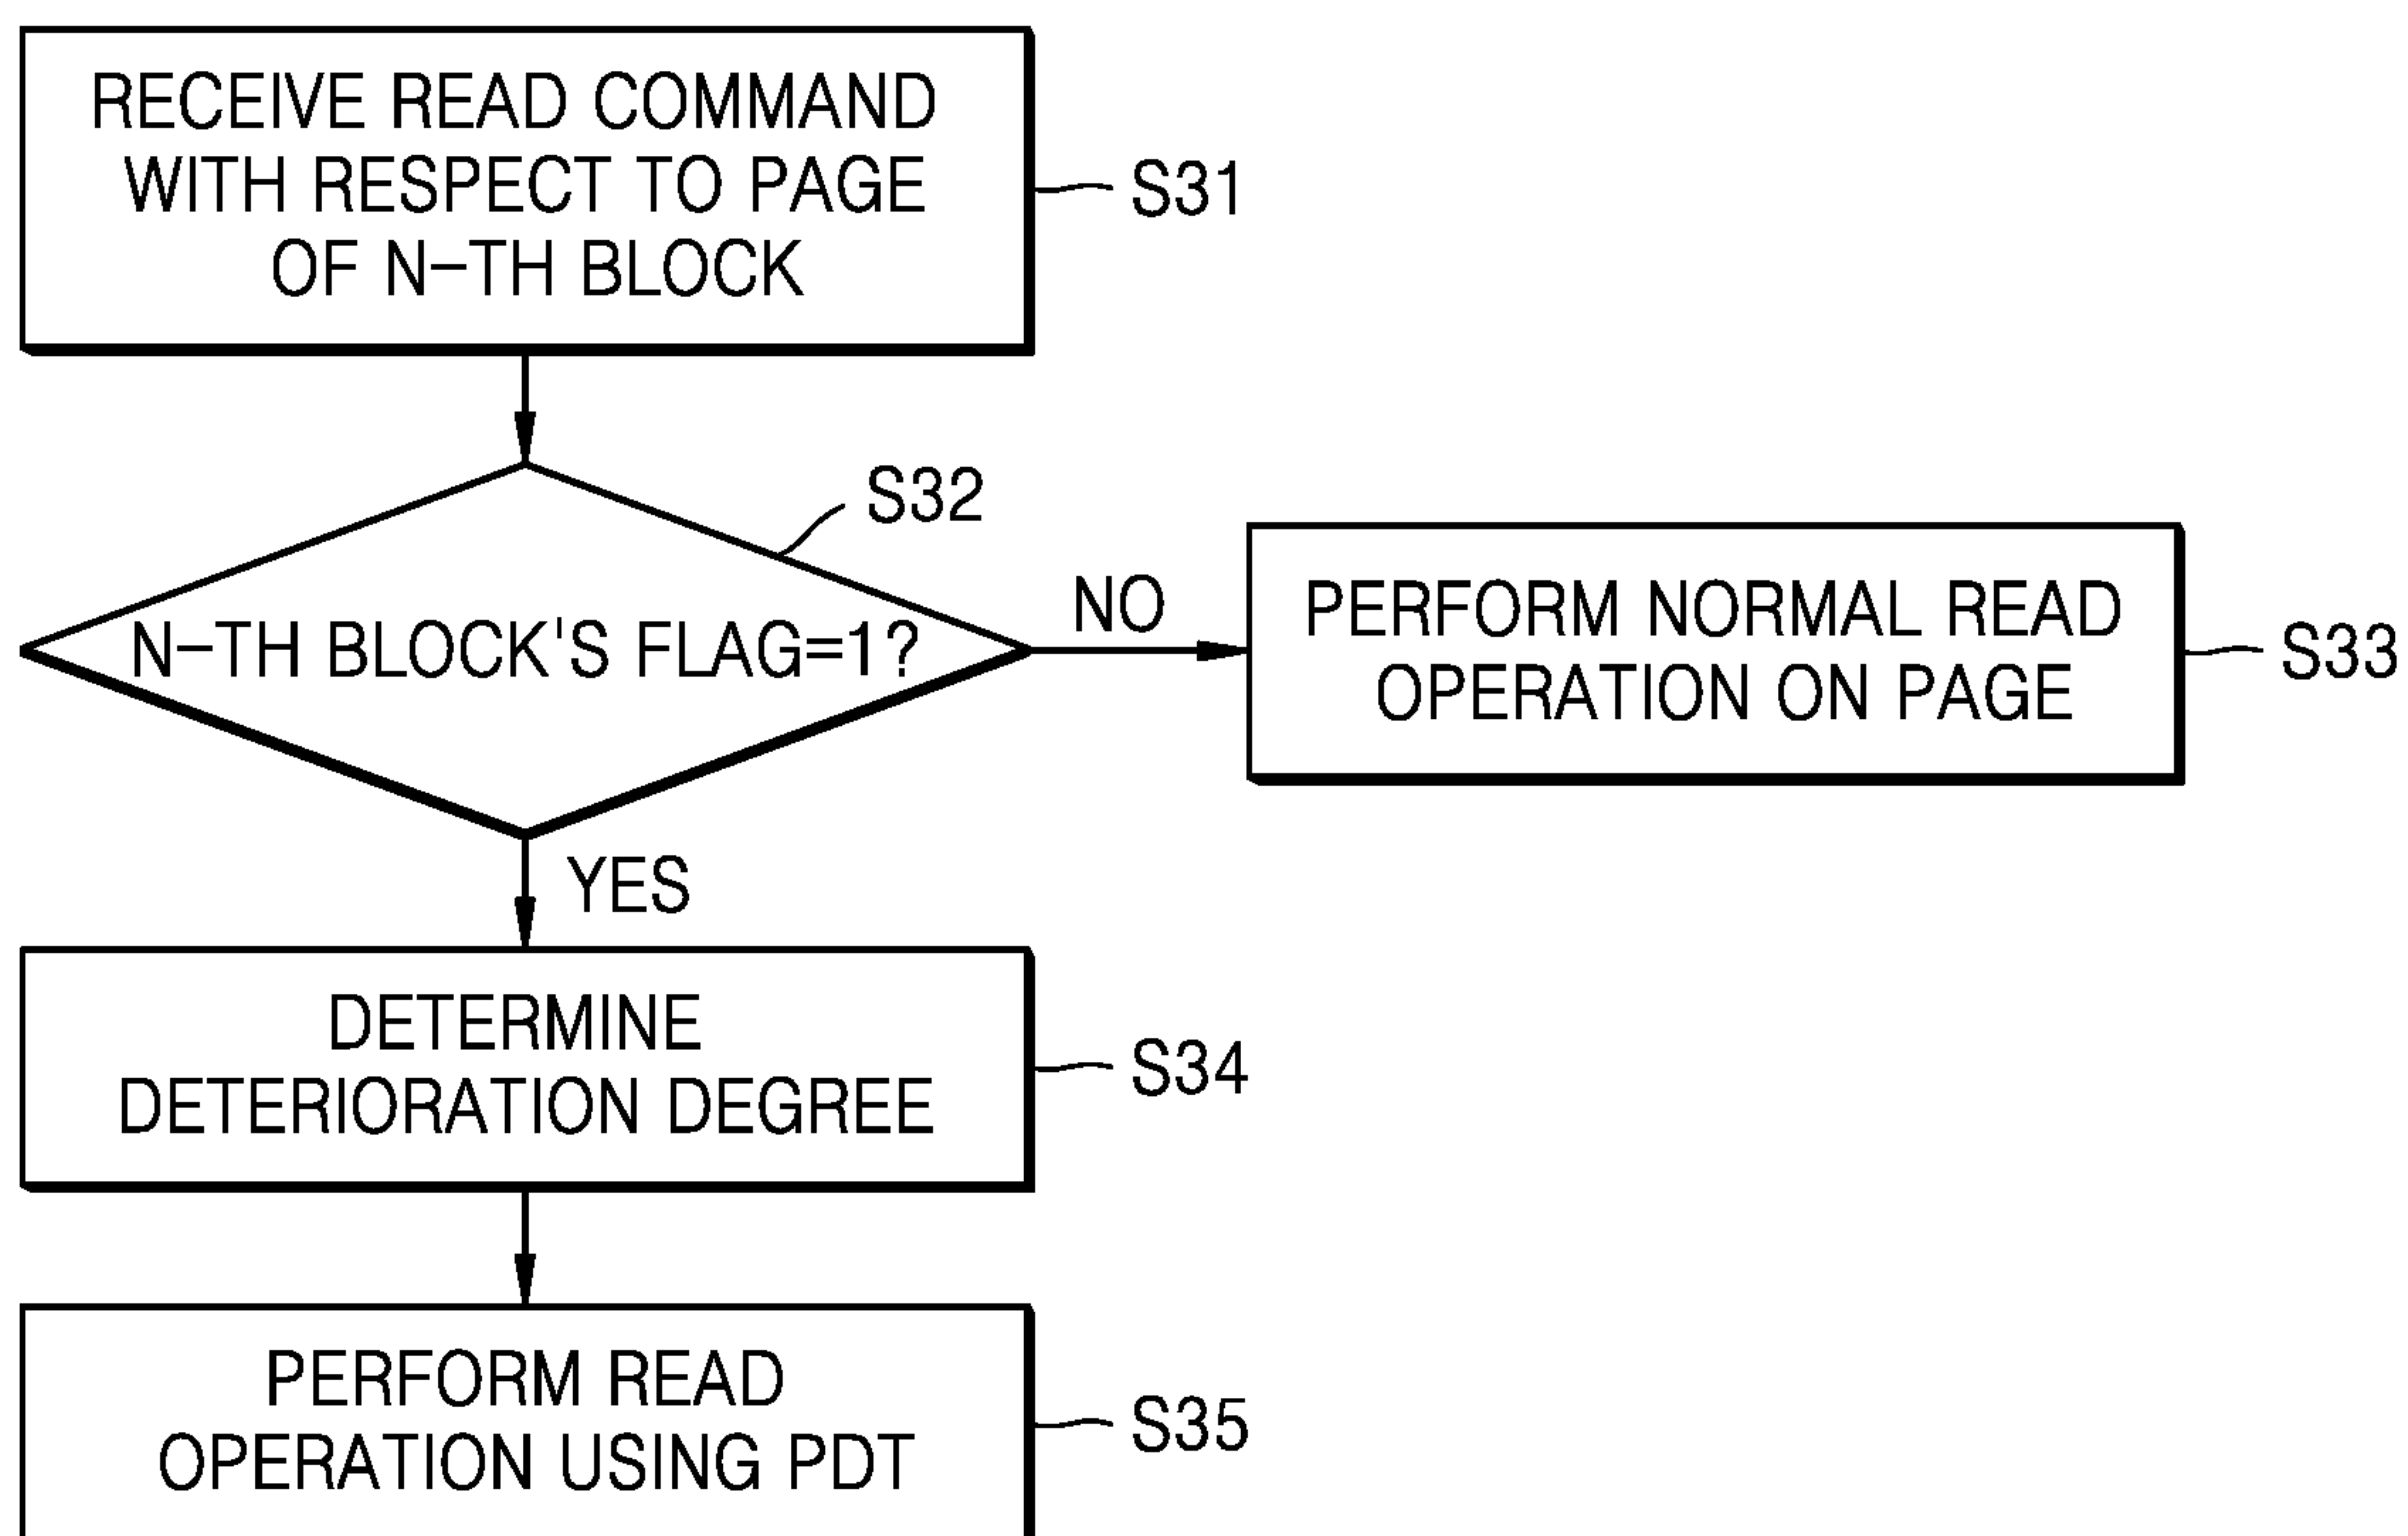 RECEIVE READ COMMAND
WITH RESPECT TO PAGE
OF N-TH BLOCK
S31
S32
N-TH BLOCK'S FLAG=1?
NO
PERFORM NORMAL READ
OPERATION ON PAGE
S33
YES
DETERMINE
DETERIORATION DEGREE
S34
PERFORM READ
OPERATION USING PDT
S35